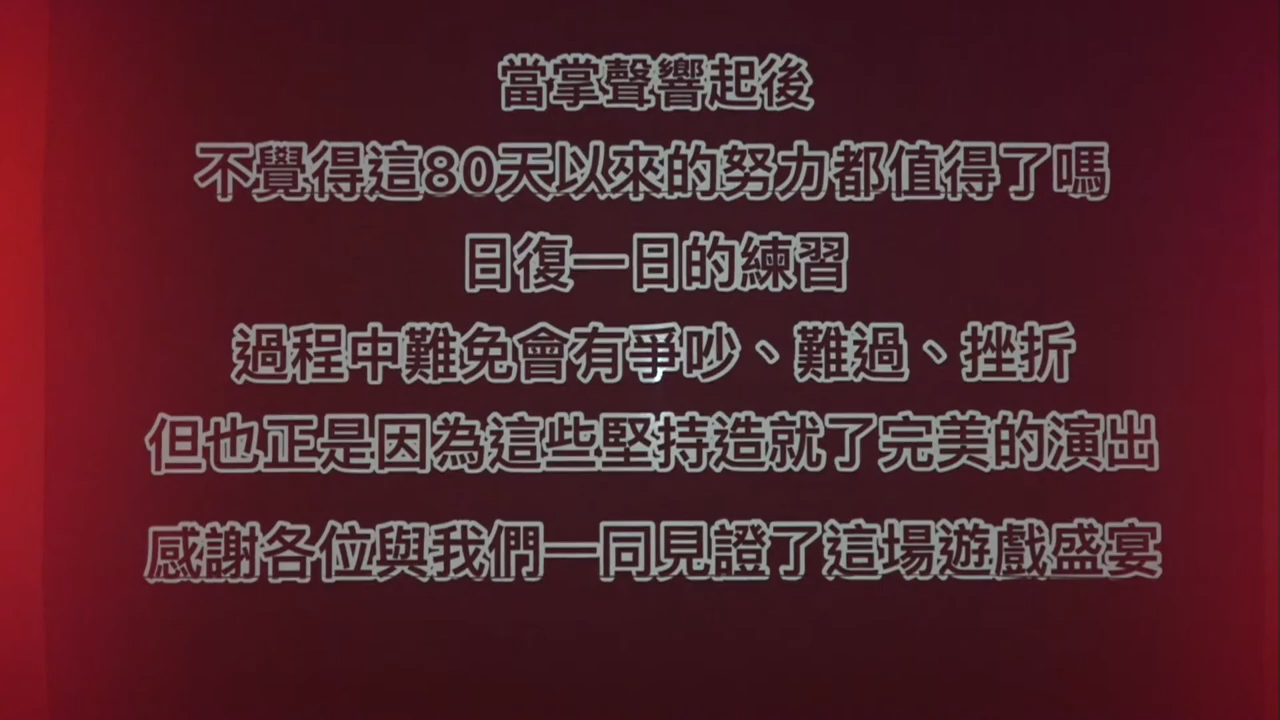 當掌聲響起後
不覺得這80天以來的努力都值得了嗎
日復一日的練習
過程中難免會有爭吵、難過、挫折
但也正是因為這些堅持造就了完美的演出
感謝各位與我們一同見證了這場遊戲盛宴